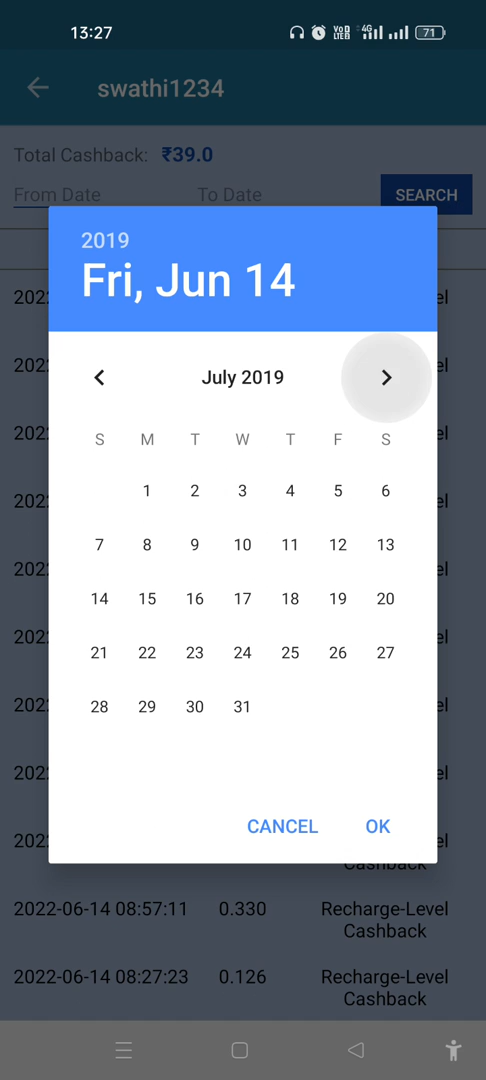 13:27
4G
71
swathi1234
Total Cashback: ₹39.0
From Date To Date SEARCH
2019
Fri, Jun 14
July 2019
S M T W T F S
1 2 3 4 5 6
7 8 9 10 11 12 13
14 15 16 17 18 19 20
21 22 23 24 25 26 27
28 29 30 31
CANCEL OK
Cashback
2022-06-14 08:57:11 0.330 Recharge-Level
Cashback
2022-06-14 08:27:23 0.126 Recharge-Level
Cashback